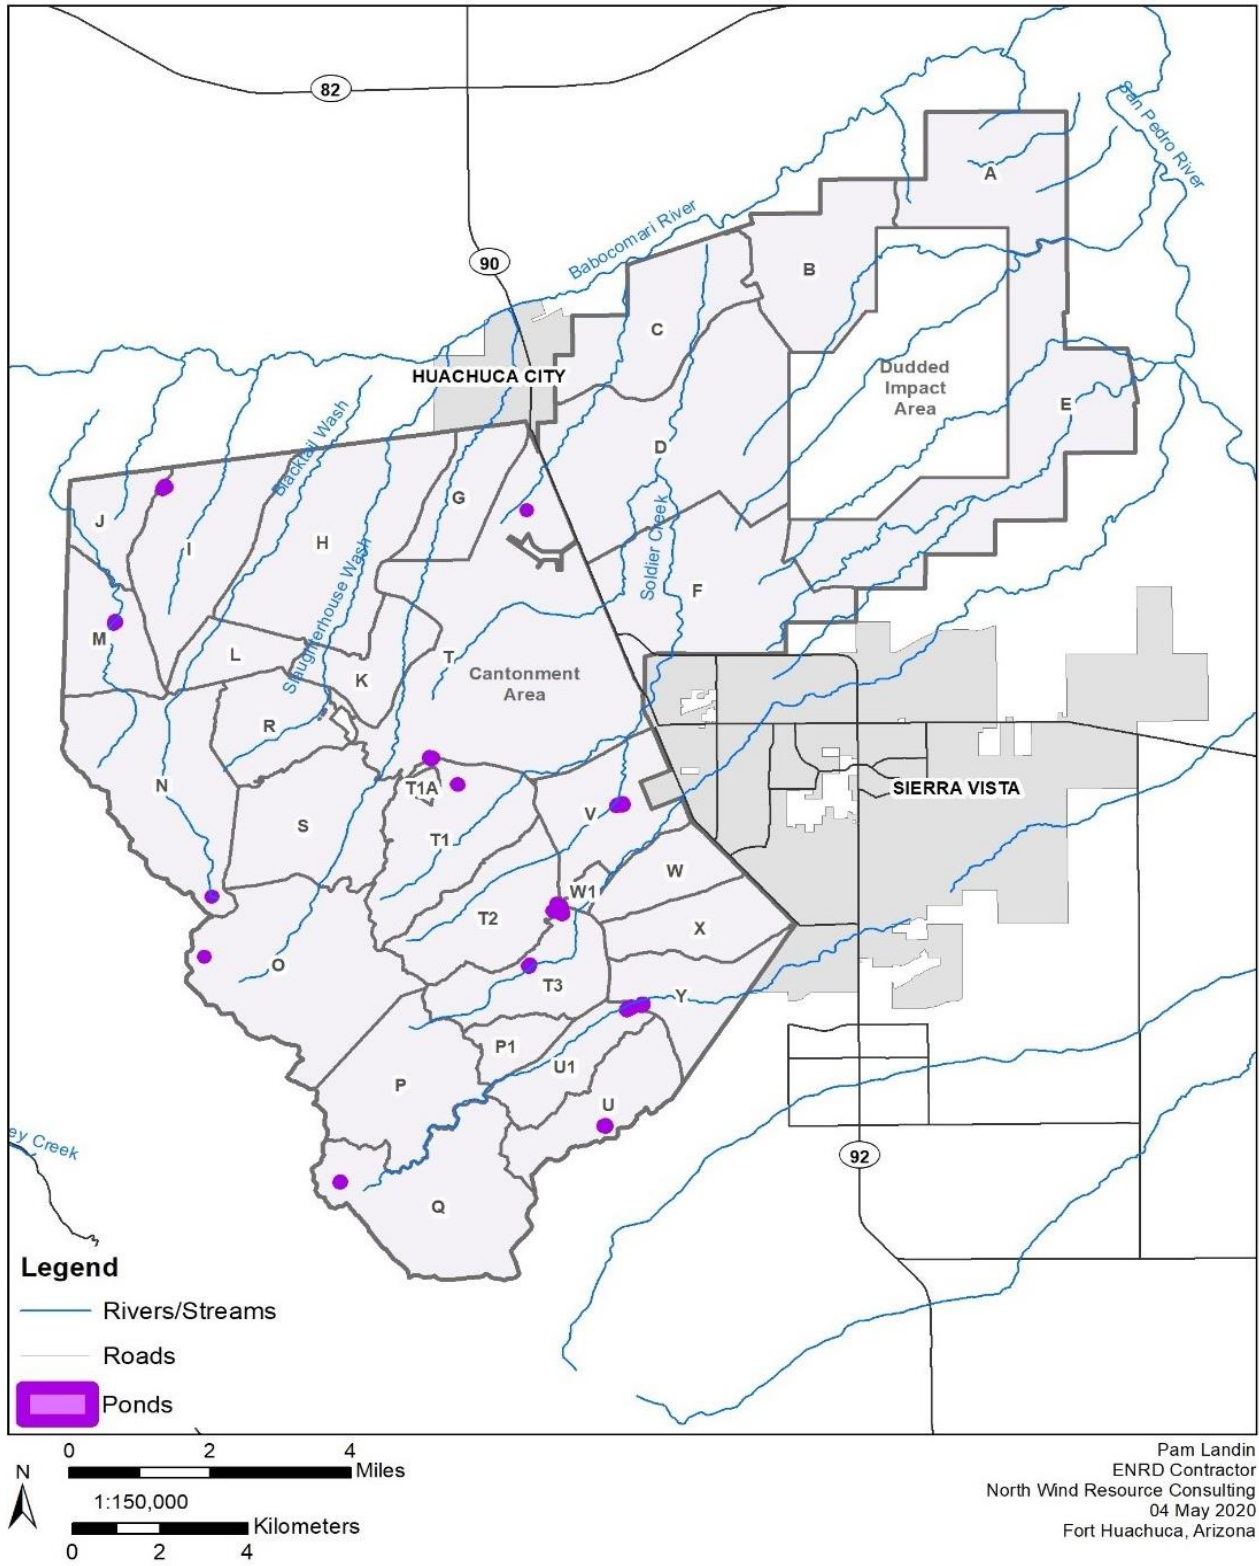 82
San Pedro River
A
Babocomari River
90
B
C
HUACHUCA CITY
Dudded
Impact
Area
E
Blacktail Wash
D
G
J
Soldier Creek
I
H
Slaughterhouse Wash
F
M
L
T
K
Cantonment
Area
R
N
T1A
SIERRA VISTA
S
V
T1
W
W1
T2
X
O
T3
Y
P1
U1
P
U
ey Creek
92
Q
Legend
Rivers/Streams
Roads
Ponds
0 2 4
Miles
N
1:150,000
Kilometers
0 2 4
Pam Landin
ENRD Contractor
North Wind Resource Consulting
04 May 2020
Fort Huachuca, Arizona